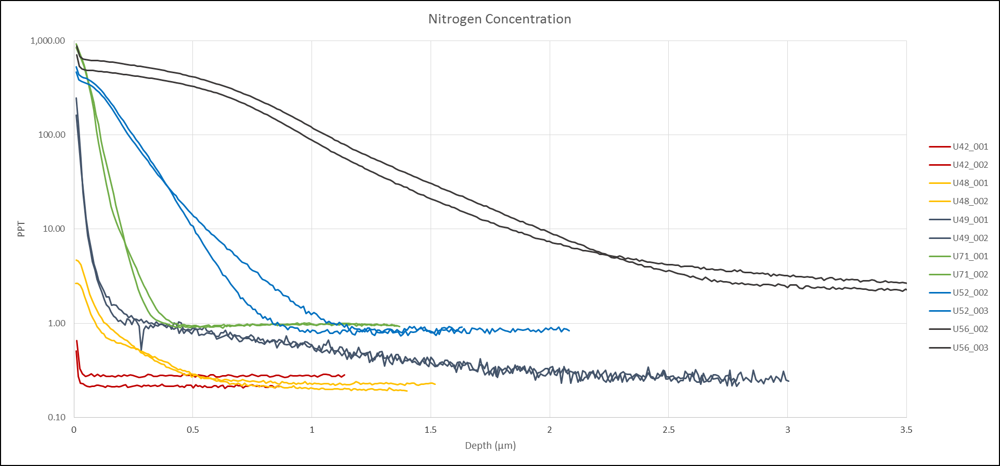 Nitrogen Concentration
1,000.00
100.00
10.00
1.00
0.10
PPT
0 0.5 1 1.5 2 2.5 3 3.5
Depth (µm)
U42_001
U42_002
U48_001
U48_002
U49_001
U49_002
U71_001
U71_002
U52_002
U52_003
U56_002
U56_003